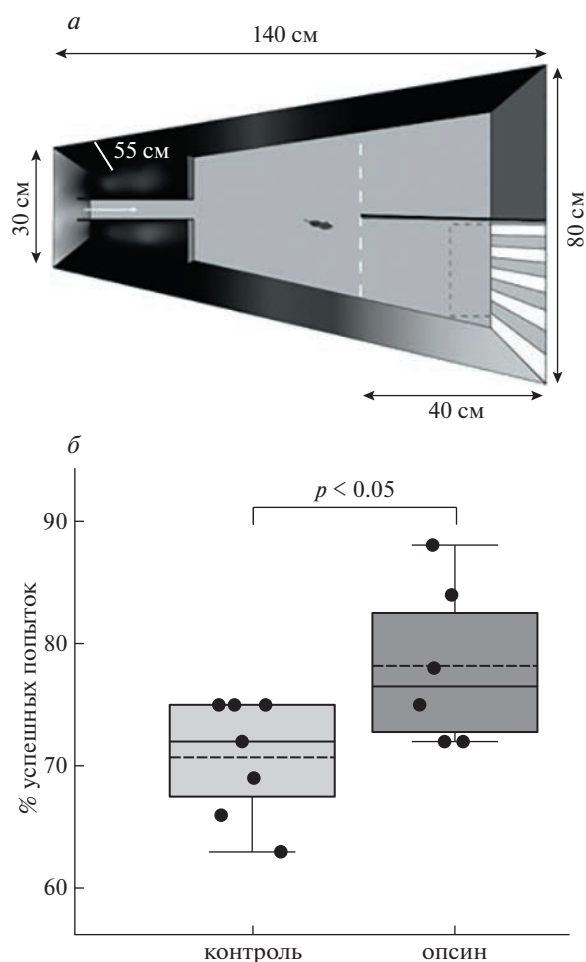 а
140 см
55 см
30 см
80 см
40 см
б
p < 0.05
% успешных попыток
90
80
70
60
контроль
опсин